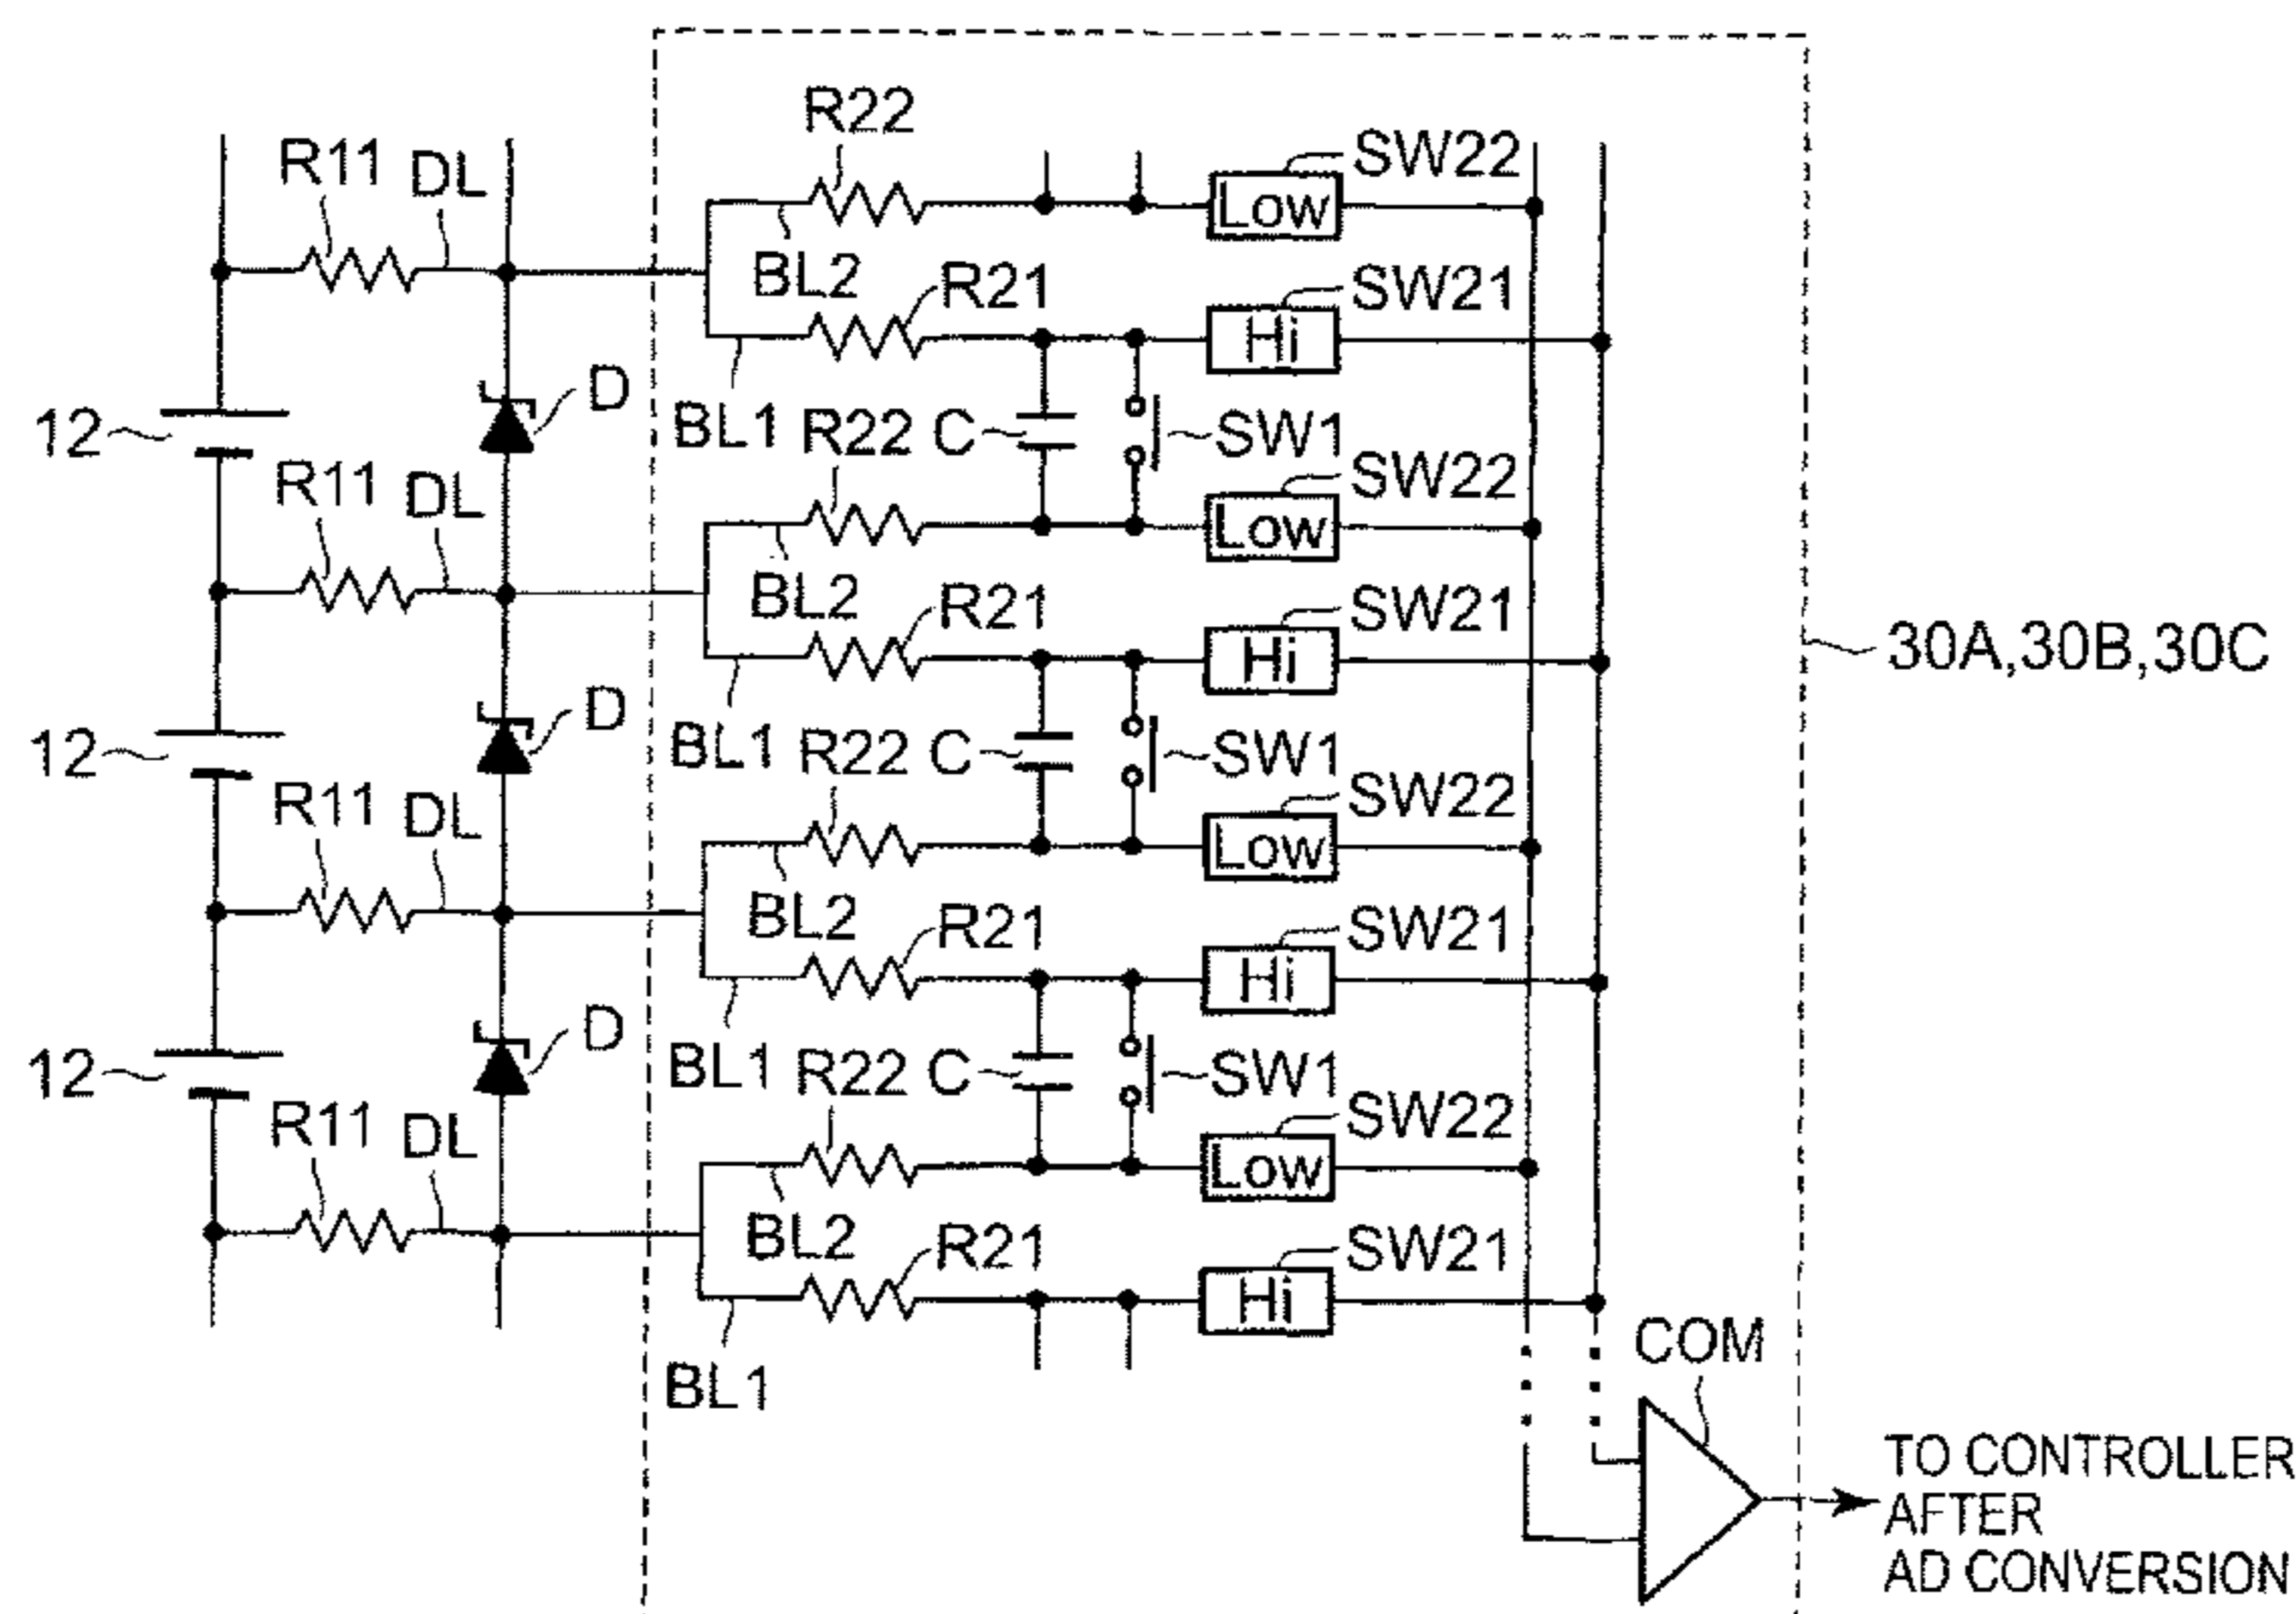 R22
SW22
R11
DL
Low
BL2
R21
SW21
Hi
D
12
BL1
R22
C
SW1
SW22
R11
DL
Low
BL2
R21
SW21
Hi
30A,30B,30C
D
12
BL1
R22
C
SW1
SW22
R11
DL
Low
BL2
R21
SW21
Hi
D
12
BL1
R22
C
SW1
SW22
R11
DL
Low
BL2
R21
SW21
Hi
BL1
COM
TO CONTROLLER
AFTER
AD CONVERSION